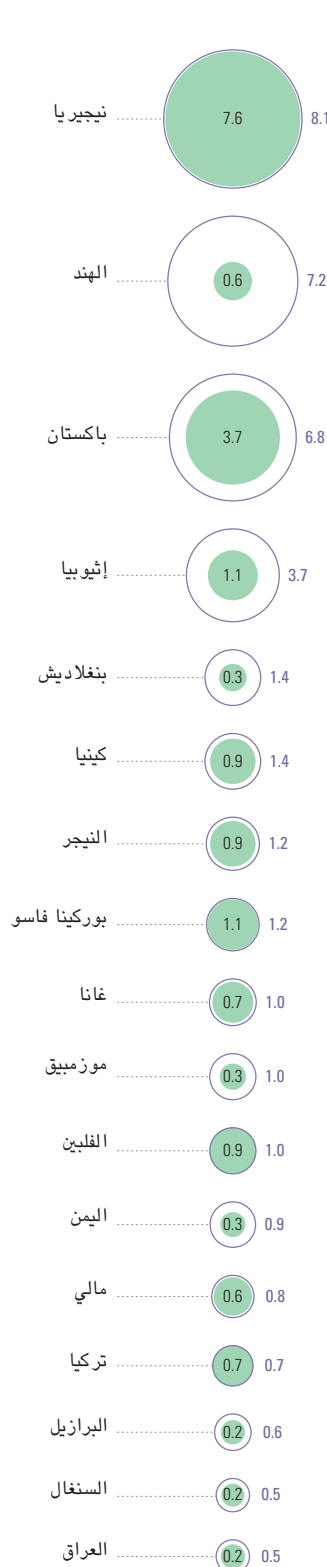 نيجيريا 7.6 8.1
الهند 0.6 7.2
باكستان 3.7 6.8
إثيوبيا 1.1 3.7
بنغلاديش 0.3 1.4
كينيا 0.9 1.4
النيجر 0.9 1.2
بوركينا فاسو 1.1 1.2
غانا 0.7 1.0
موزمبيق 0.3 1.0
الفلبين 0.9 1.0
اليمن 0.3 0.9
مالي 0.6 0.8
تركيا 0.7 0.7
البرازيل 0.2 0.6
السنغال 0.2 0.5
العراق 0.2 0.5